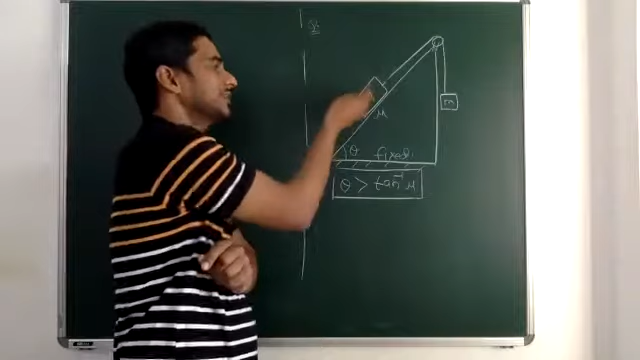 m
μ
θ fixed
θ > tan⁻¹ μ